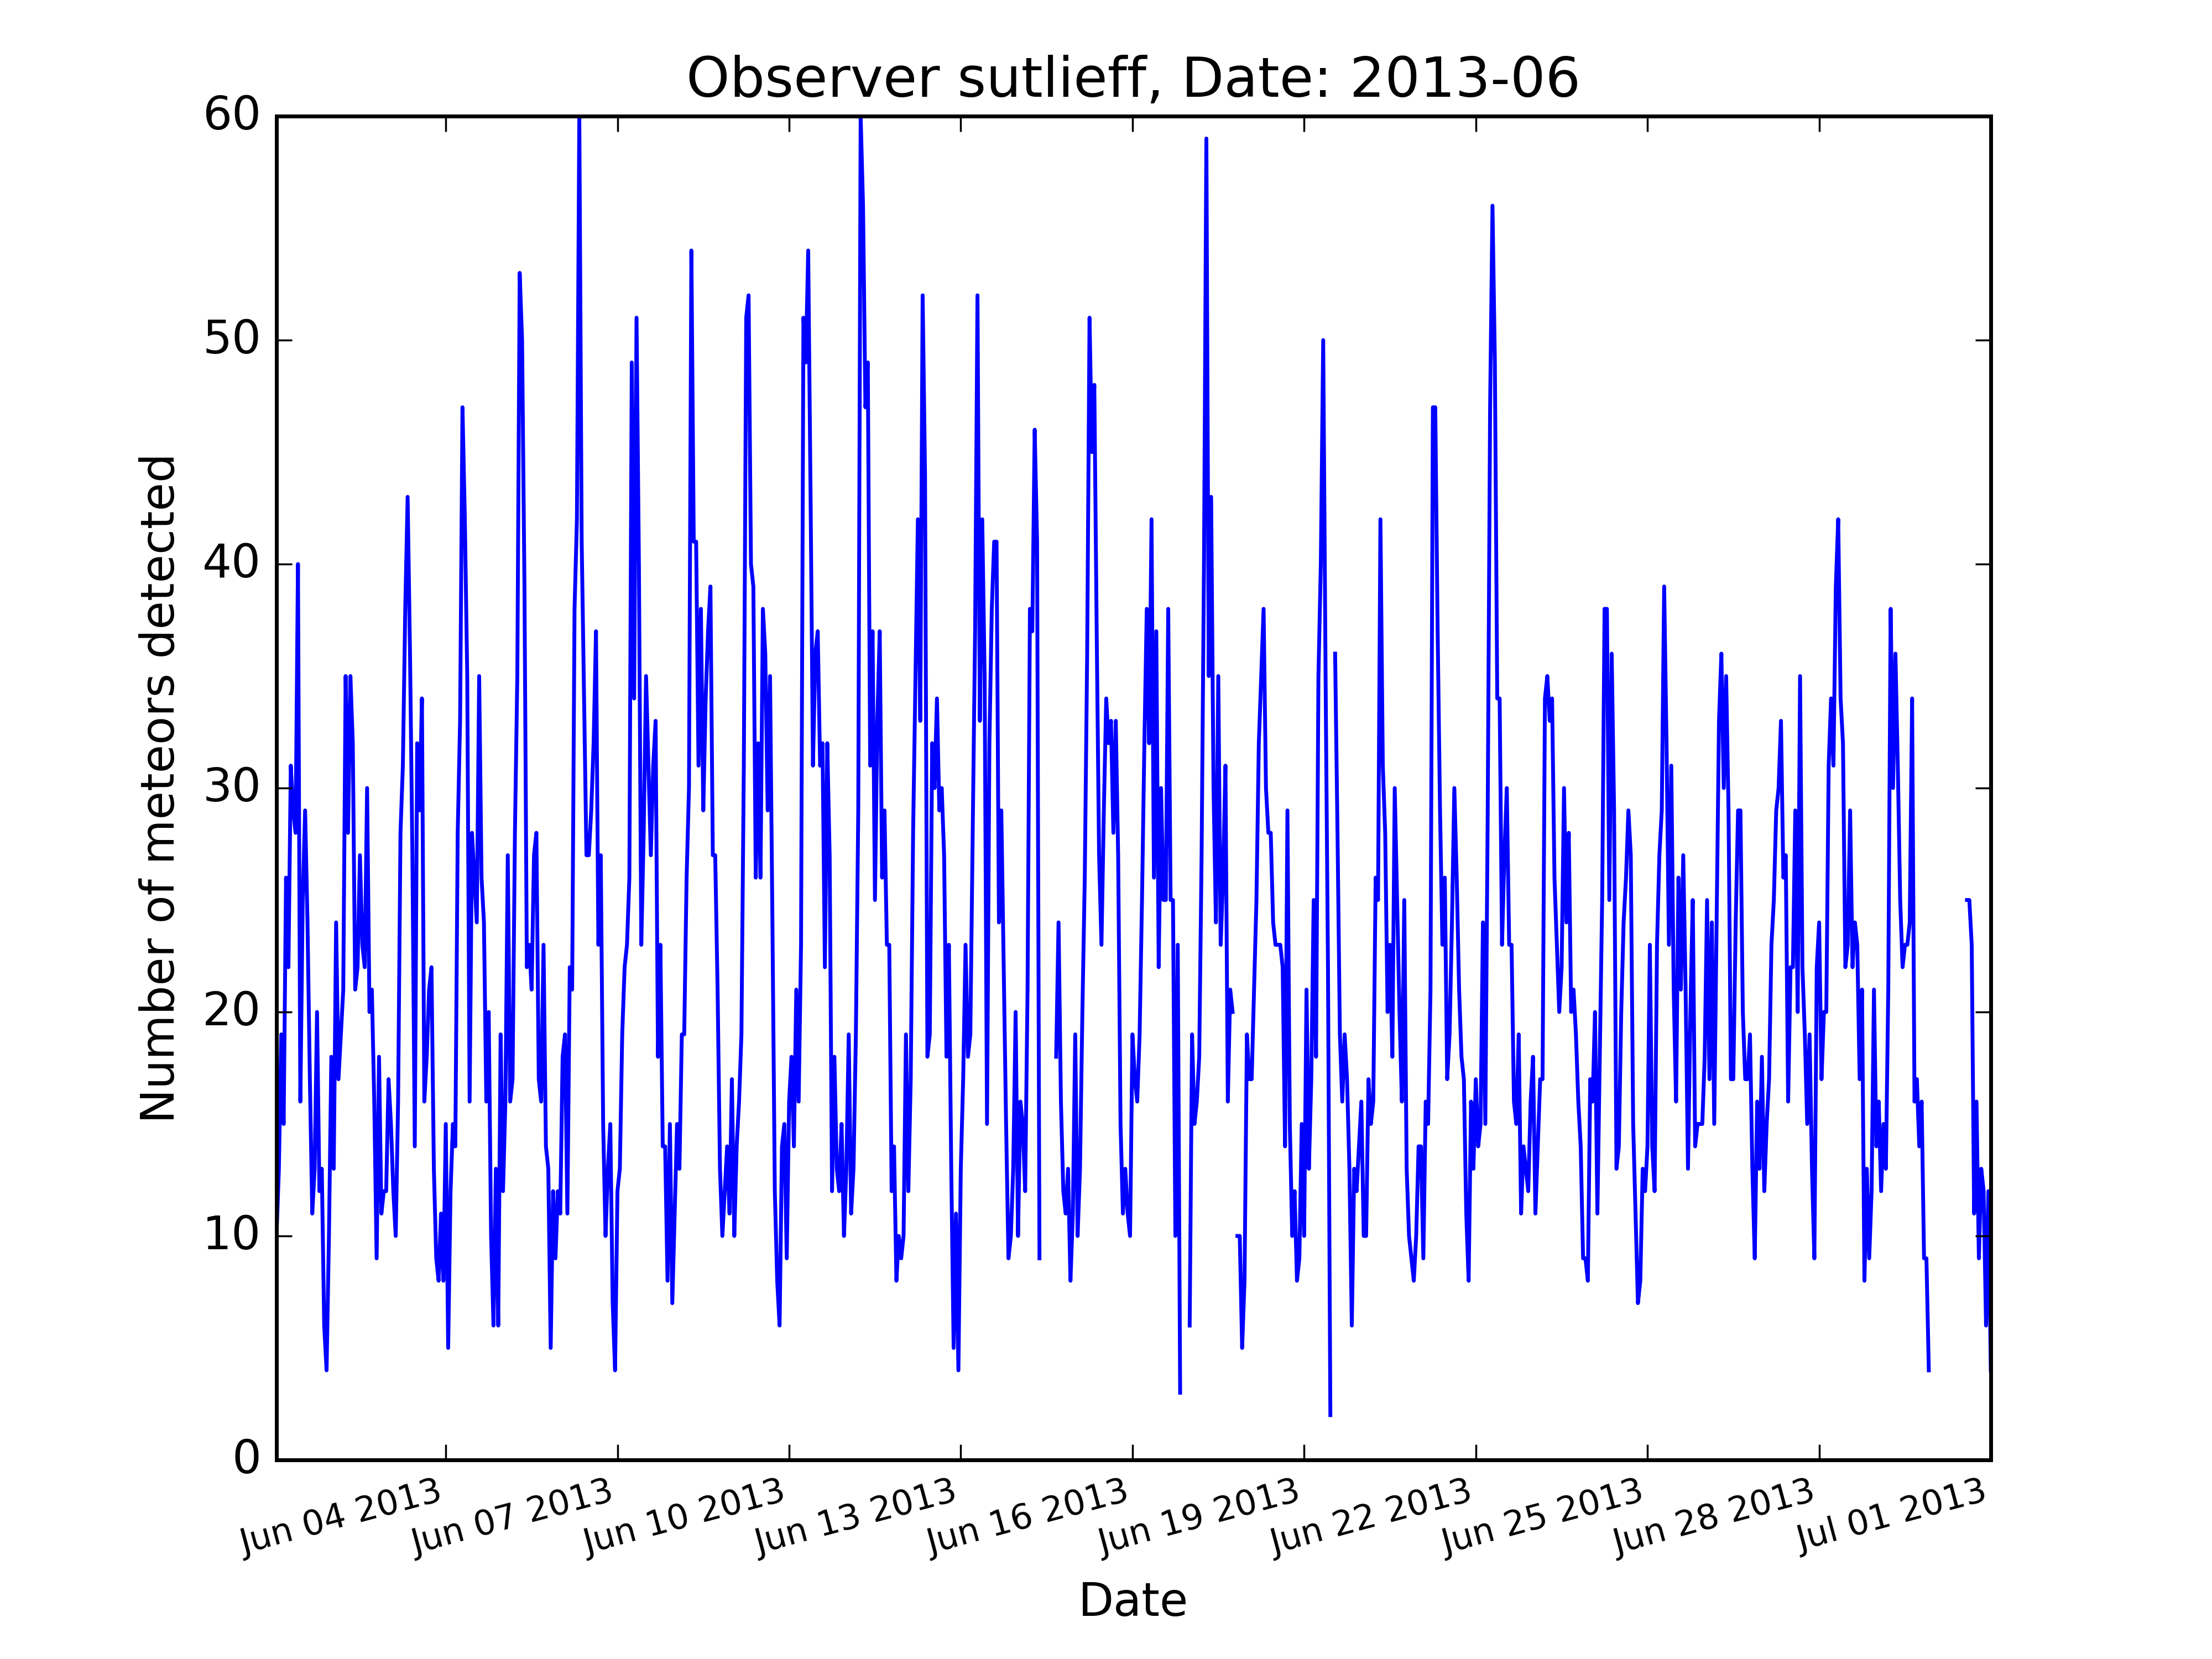 Observer sutlieff, Date: 2013-06
60
50
40
30
20
10
0
Number of meteors detected
Jun 04 2013
Jun 07 2013
Jun 10 2013
Jun 13 2013
Jun 16 2013
Jun 19 2013
Jun 22 2013
Jun 25 2013
Jun 28 2013
Jul 01 2013
Date